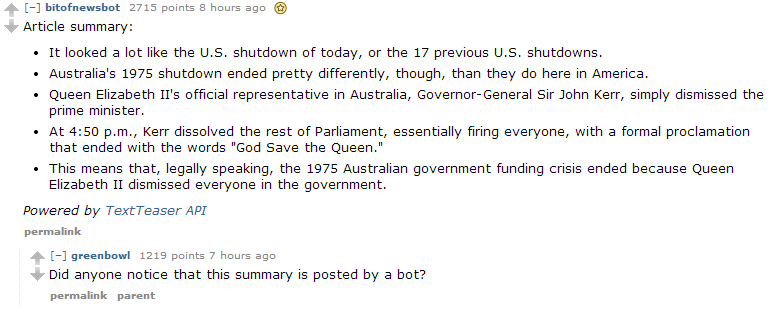 [–] bitofnewsbot 2715 points 8 hours ago
Article summary:
• It looked a lot like the U.S. shutdown of today, or the 17 previous U.S. shutdowns.
• Australia's 1975 shutdown ended pretty differently, though, than they do here in America.
• Queen Elizabeth II's official representative in Australia, Governor-General Sir John Kerr, simply dismissed the
prime minister.
• At 4:50 p.m., Kerr dissolved the rest of Parliament, essentially firing everyone, with a formal proclamation
that ended with the words "God Save the Queen."
• This means that, legally speaking, the 1975 Australian government funding crisis ended because Queen
Elizabeth II dismissed everyone in the government.
Powered by TextTeaser API
permalink
[–] greenbowl 1219 points 7 hours ago
Did anyone notice that this summary is posted by a bot?
permalink parent